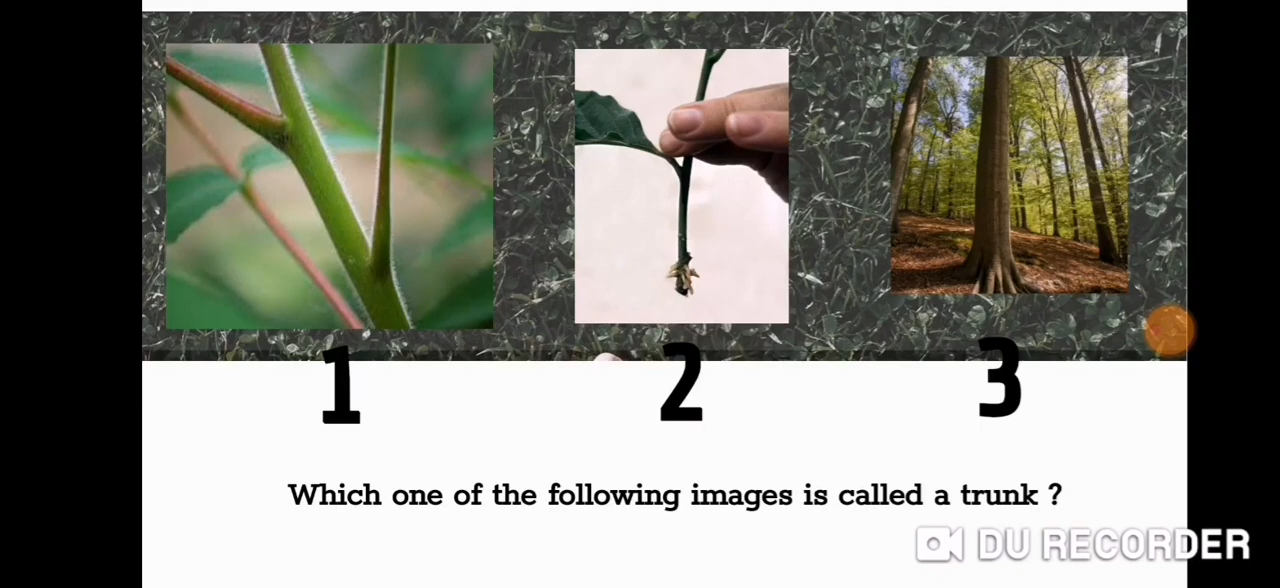 1 2 3
Which one of the following images is called a trunk ?
DU RECORDER